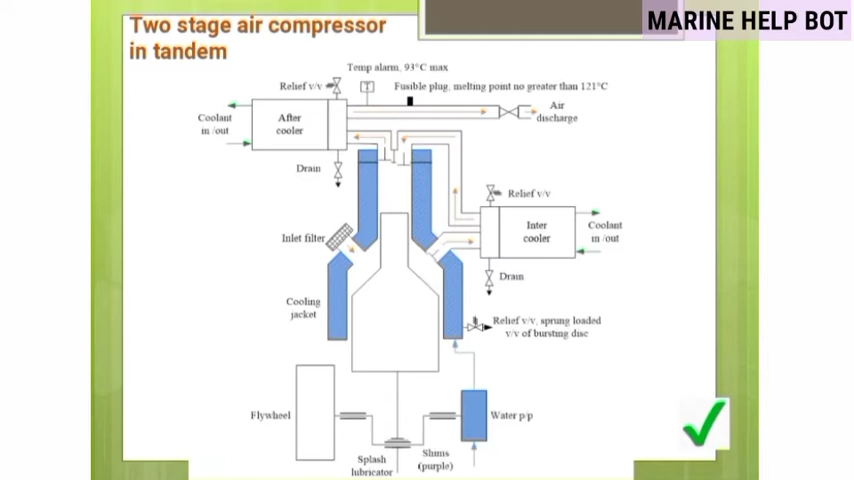 Two stage air compressor
in tandem
MARINE HELP BOT
Temp alarm, 93°C max
Relief v/v
T
Fusible plug, melting point no greater than 121°C
Coolant
in /out
After
cooler
Air
discharge
Drain
Relief v/v
Inlet filter
Inter
cooler
Coolant
in /out
Drain
Cooling
jacket
Relief v/v, sprung loaded
v/v of bursting disc
Flywheel
Water p/p
Splash
lubricator
Shims
(purple)